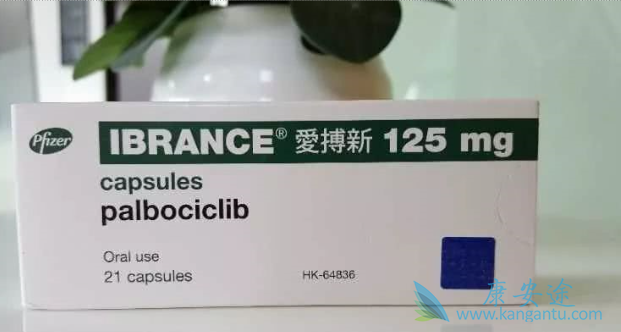 Pfizer
IBRANCE® 愛搏新 125 mg
capsules
palbociclib
Oral use
21 capsules
HK-64836
康安途
www.kangantu.com